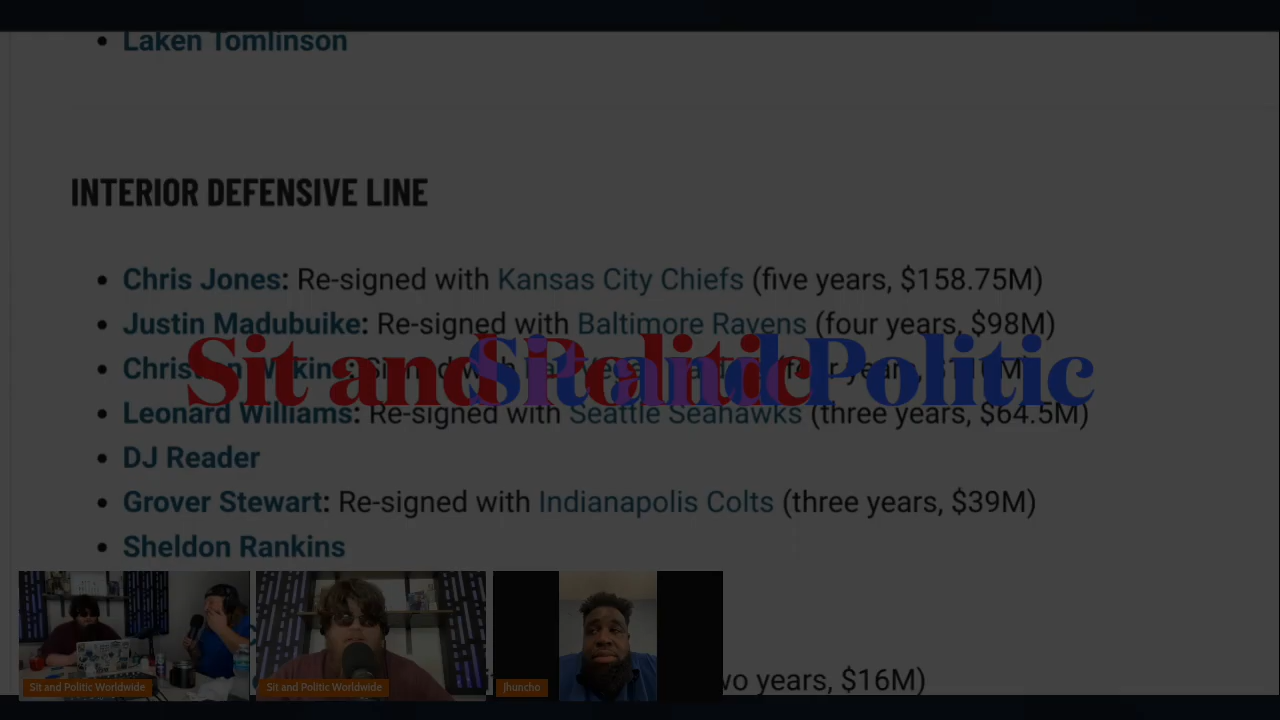 Laken Tomlinson
INTERIOR DEFENSIVE LINE
Chris Jones: Re-signed with Kansas City Chiefs (five years, $158.75M)
Justin Madubuike: Re-signed with Baltimore Ravens (four years, $98M)
Sit and Politic
Sit and Politic
Leonard Williams: Re-signed with Seattle Seahawks (three years, $64.5M)
DJ Reader
Grover Stewart: Re-signed with Indianapolis Colts (three years, $39M)
Sheldon Rankins
years, $16M)
Sit and Politic Worldwide
Sit and Politic Worldwide
Jhuncho